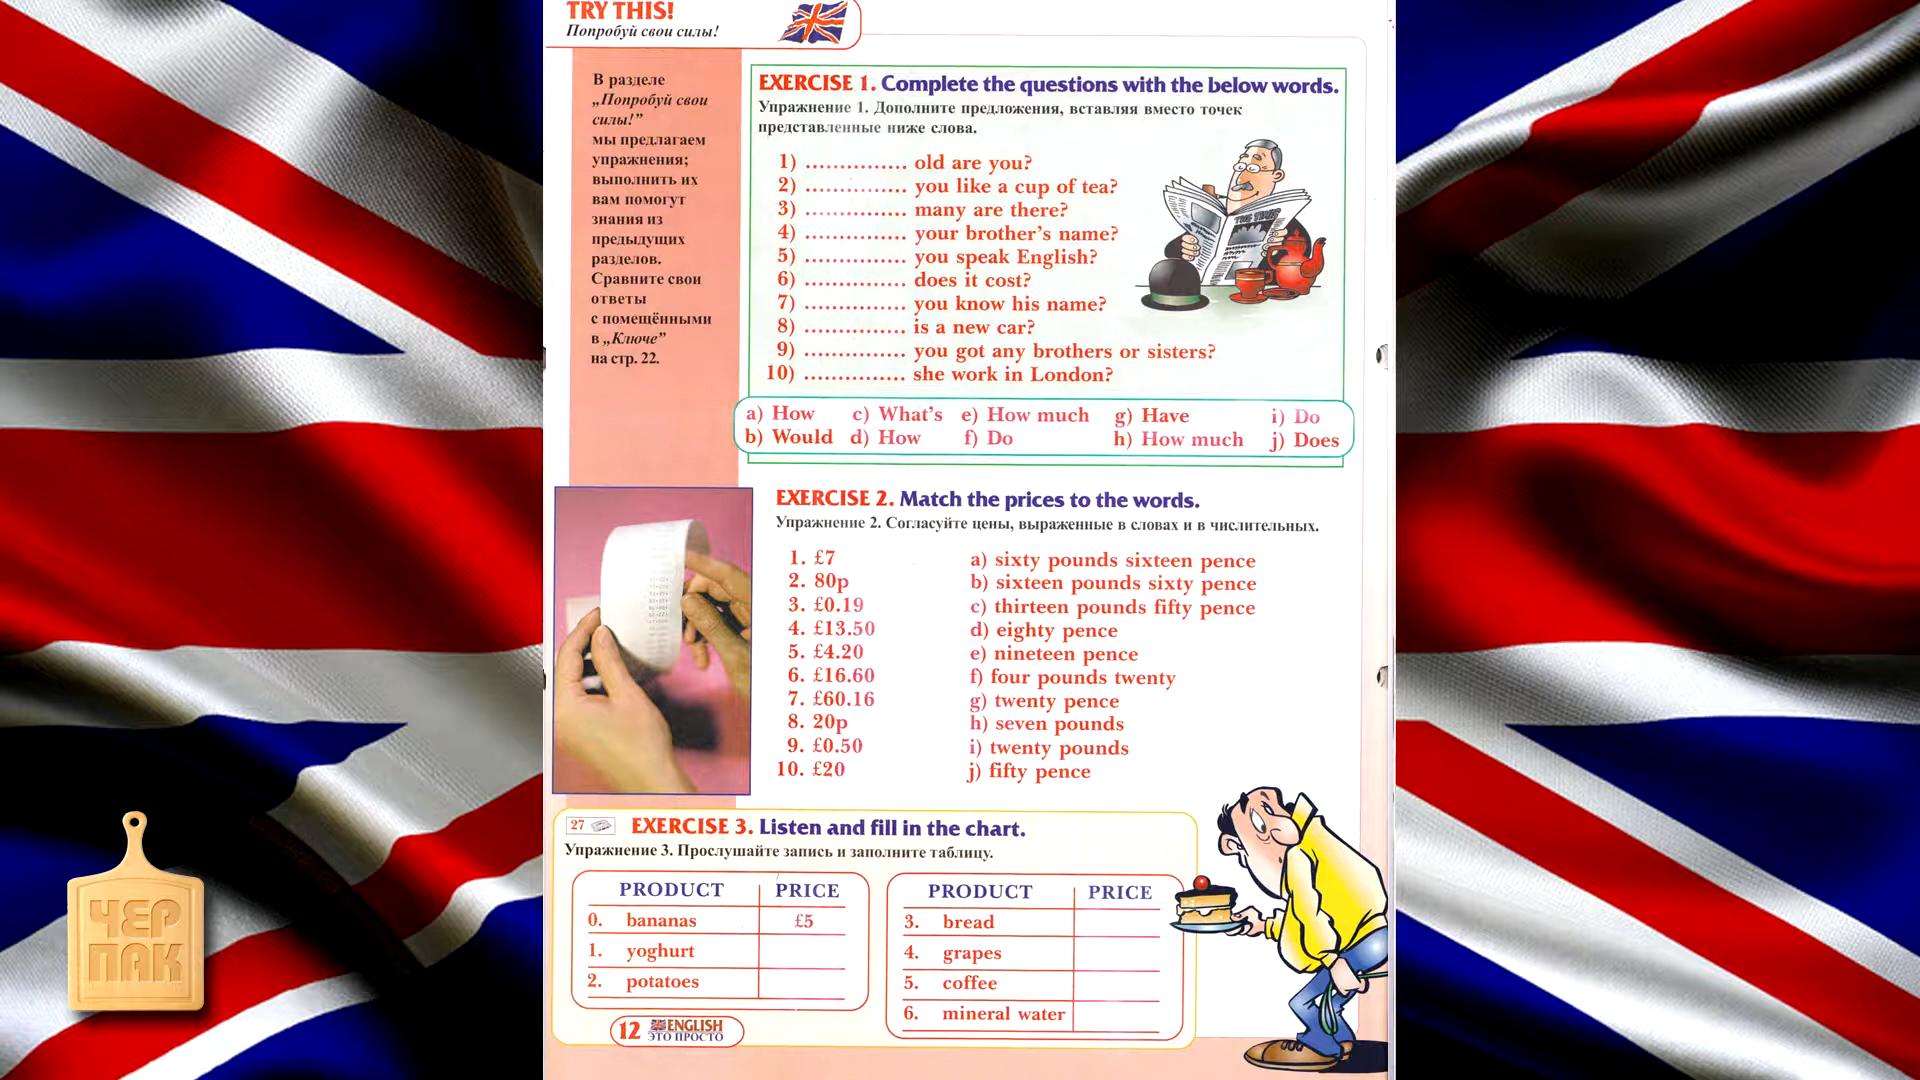 TRY THIS!
Попробуй свои силы!
В разделе
„Попробуй свои
силы!”
мы предлагаем
упражнения;
выполнить их
вам помогут
знания из
предыдущих
разделов.
Сравните свои
ответы
с помещёнными
в „Ключе”
на стр. 22.
EXERCISE 1. Complete the questions with the below words.
Упражнение 1. Дополните предложения, вставляя вместо точек
представленные ниже слова.
1) ............... old are you?
2) ............... you like a cup of tea?
3) ............... many are there?
4) ............... your brother's name?
5) ............... you speak English?
6) ............... does it cost?
7) ............... you know his name?
8) ............... is a new car?
9) ............... you got any brothers or sisters?
10) ............... she work in London?
THE TIMES
a) How c) What's e) How much g) Have i) Do
b) Would d) How f) Do h) How much j) Does
EXERCISE 2. Match the prices to the words.
Упражнение 2. Согласуйте цены, выраженные в словах и в числительных.
1. £7 a) sixty pounds sixteen pence
2. 80p b) sixteen pounds sixty pence
3. £0.19 c) thirteen pounds fifty pence
4. £13.50 d) eighty pence
5. £4.20 e) nineteen pence
6. £16.60 f) four pounds twenty
7. £60.16 g) twenty pence
8. 20p h) seven pounds
9. £0.50 i) twenty pounds
10. £20 j) fifty pence
27 EXERCISE 3. Listen and fill in the chart.
Упражнение 3. Прослушайте запись и заполните таблицу.
PRODUCT PRICE
0. bananas £5
1. yoghurt
2. potatoes
PRODUCT PRICE
3. bread
4. grapes
5. coffee
6. mineral water
12 ENGLISH
ЭТО ПРОСТО
ЧЕР
ПАК